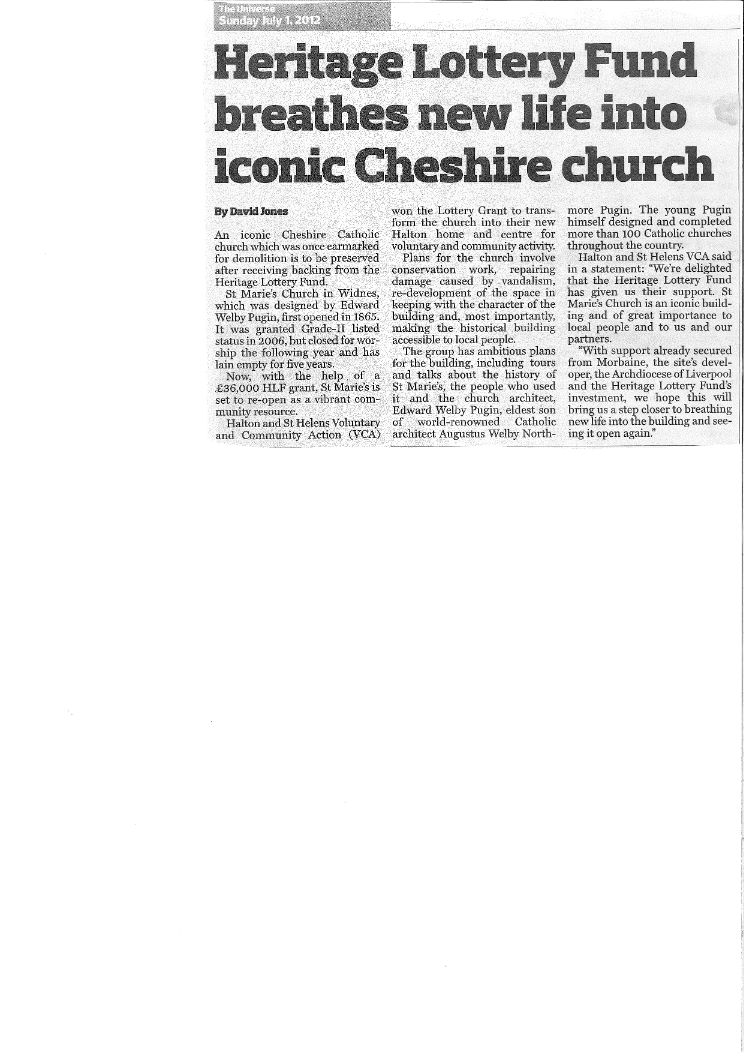 The Universe
Sunday July 1, 2012
Heritage Lottery Fund
breathes new life into
iconic Cheshire church
By David Jones
An iconic Cheshire Catholic
church which was once earmarked
for demolition is to be preserved
after receiving backing from the
Heritage Lottery Fund.
St Marie's Church in Widnes,
which was designed by Edward
Welby Pugin, first opened in 1865.
It was granted Grade-II listed
status in 2006, but closed for wor-
ship the following year and has
lain empty for five years.
Now, with the help of a
£36,000 HLF grant, St Marie's is
set to re-open as a vibrant com-
munity resource.
Halton and St Helens Voluntary
and Community Action (VCA)
won the Lottery Grant to trans-
form the church into their new
Halton home and centre for
voluntary and community activity.
Plans for the church involve
conservation work, repairing
damage caused by vandalism,
re-development of the space in
keeping with the character of the
building and, most importantly,
making the historical building
accessible to local people.
The group has ambitious plans
for the building, including tours
and talks about the history of
St Marie's, the people who used
it and the church architect,
Edward Welby Pugin, eldest son
of world-renowned Catholic
architect Augustus Welby North-
more Pugin. The young Pugin
himself designed and completed
more than 100 Catholic churches
throughout the country.
Halton and St Helens VCA said
in a statement: "We're delighted
that the Heritage Lottery Fund
has given us their support. St
Marie's Church is an iconic build-
ing and of great importance to
local people and to us and our
partners.
"With support already secured
from Morbaine, the site's devel-
oper, the Archdiocese of Liverpool
and the Heritage Lottery Fund's
investment, we hope this will
bring us a step closer to breathing
new life into the building and see-
ing it open again."